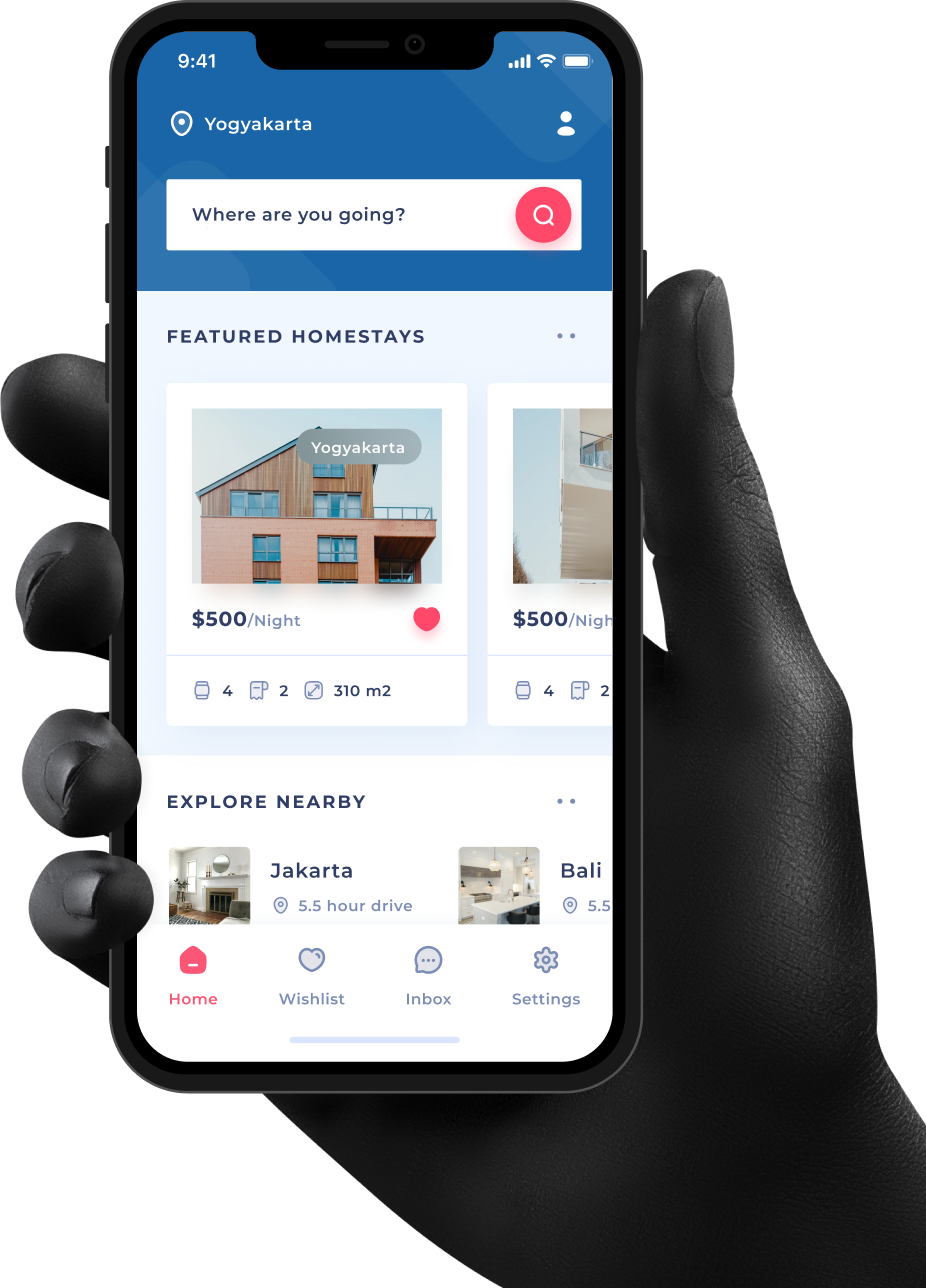 9:41
Yogyakarta
Where are you going?
FEATURED HOMESTAYS
Yogyakarta
$500/Night
4 2 310 m2
$500/Nigh
4 2
EXPLORE NEARBY
Jakarta
5.5 hour drive
Bali
5.5
Home Wishlist Inbox Settings